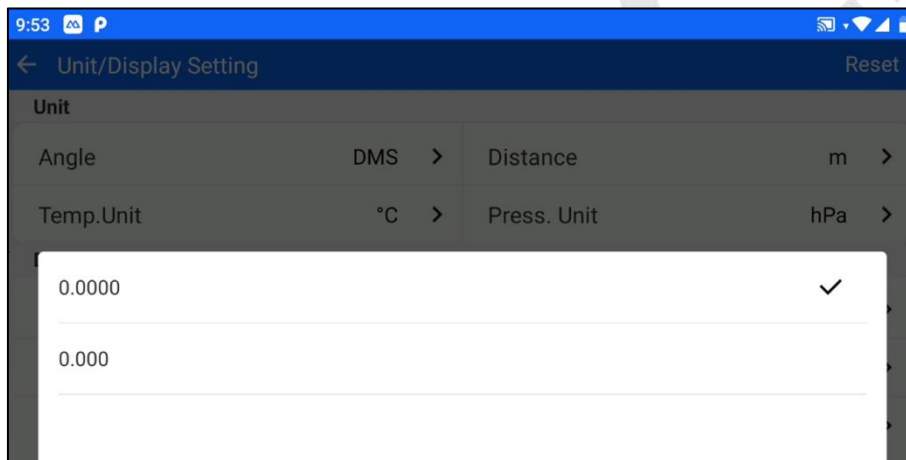 9:53
Unit/Display Setting Reset
Unit
Angle DMS Distance m
Temp.Unit °C Press. Unit hPa
0.0000
0.000